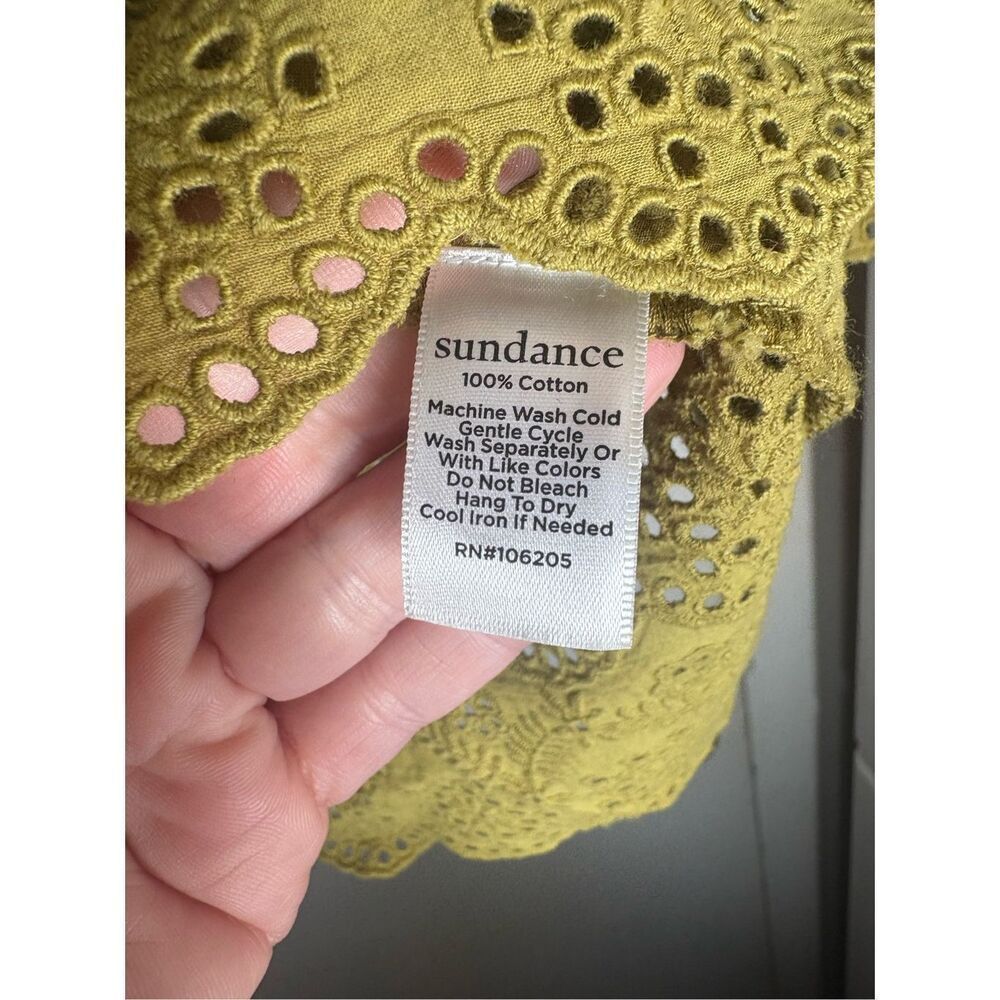 sundance
100% Cotton
Machine Wash Cold
Gentle Cycle
Wash Separately Or
With Like Colors
Do Not Bleach
Hang To Dry
Cool Iron If Needed
RN#106205